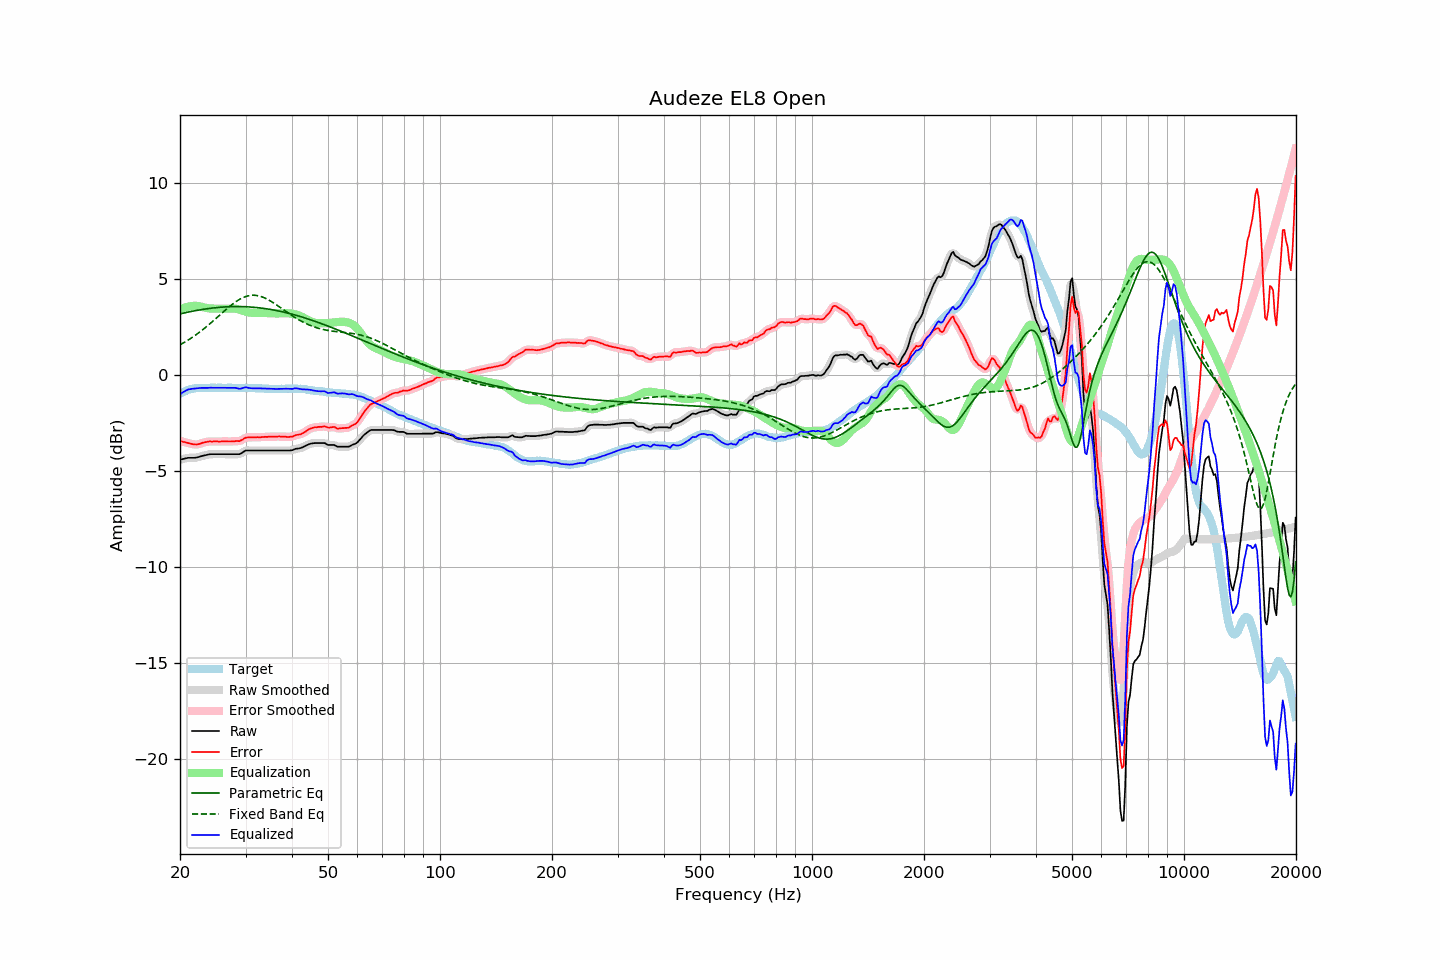 Audeze EL8 Open
Amplitude (dBr)
10
5
0
−5
−10
−15
−20
Target
Raw Smoothed
Error Smoothed
Raw
Error
Equalization
Parametric Eq
Fixed Band Eq
Equalized
20 50 100 200 500 1000 2000 5000 10000 20000
Frequency (Hz)